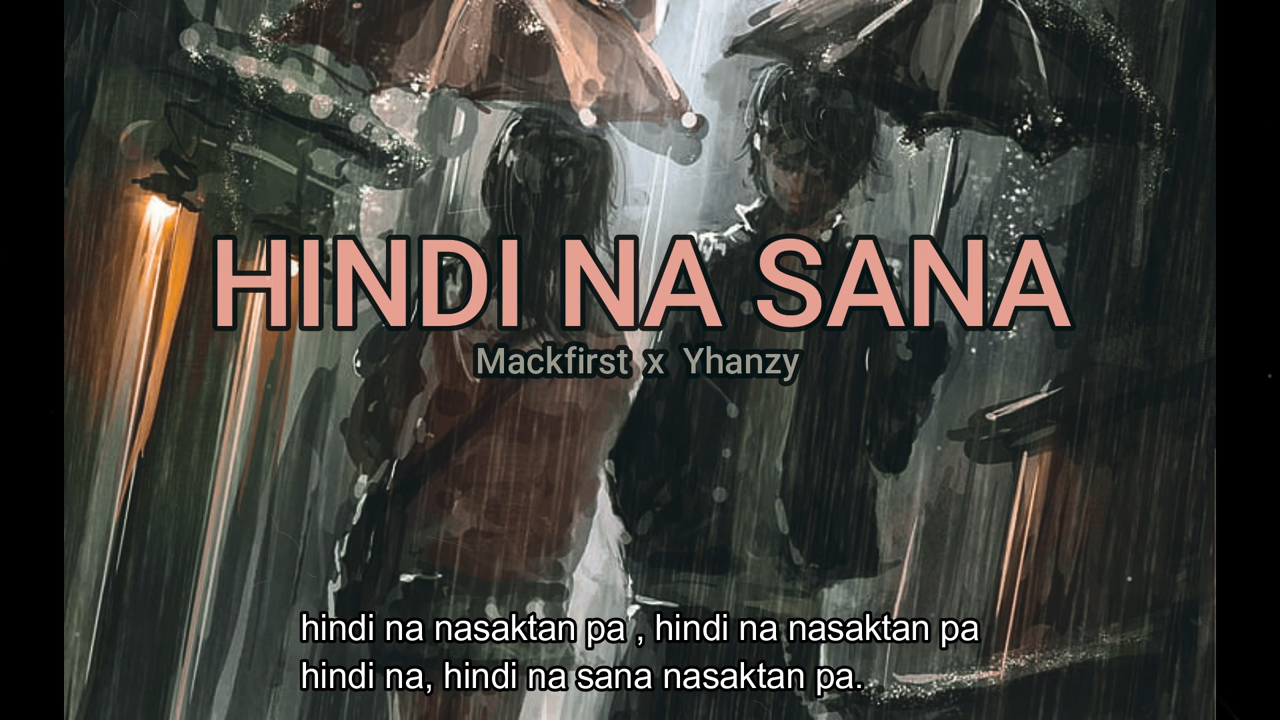 HINDI NA SANA
Mackfirst x Yhanzy
hindi na nasaktan pa , hindi na nasaktan pa
hindi na, hindi na sana nasaktan pa.